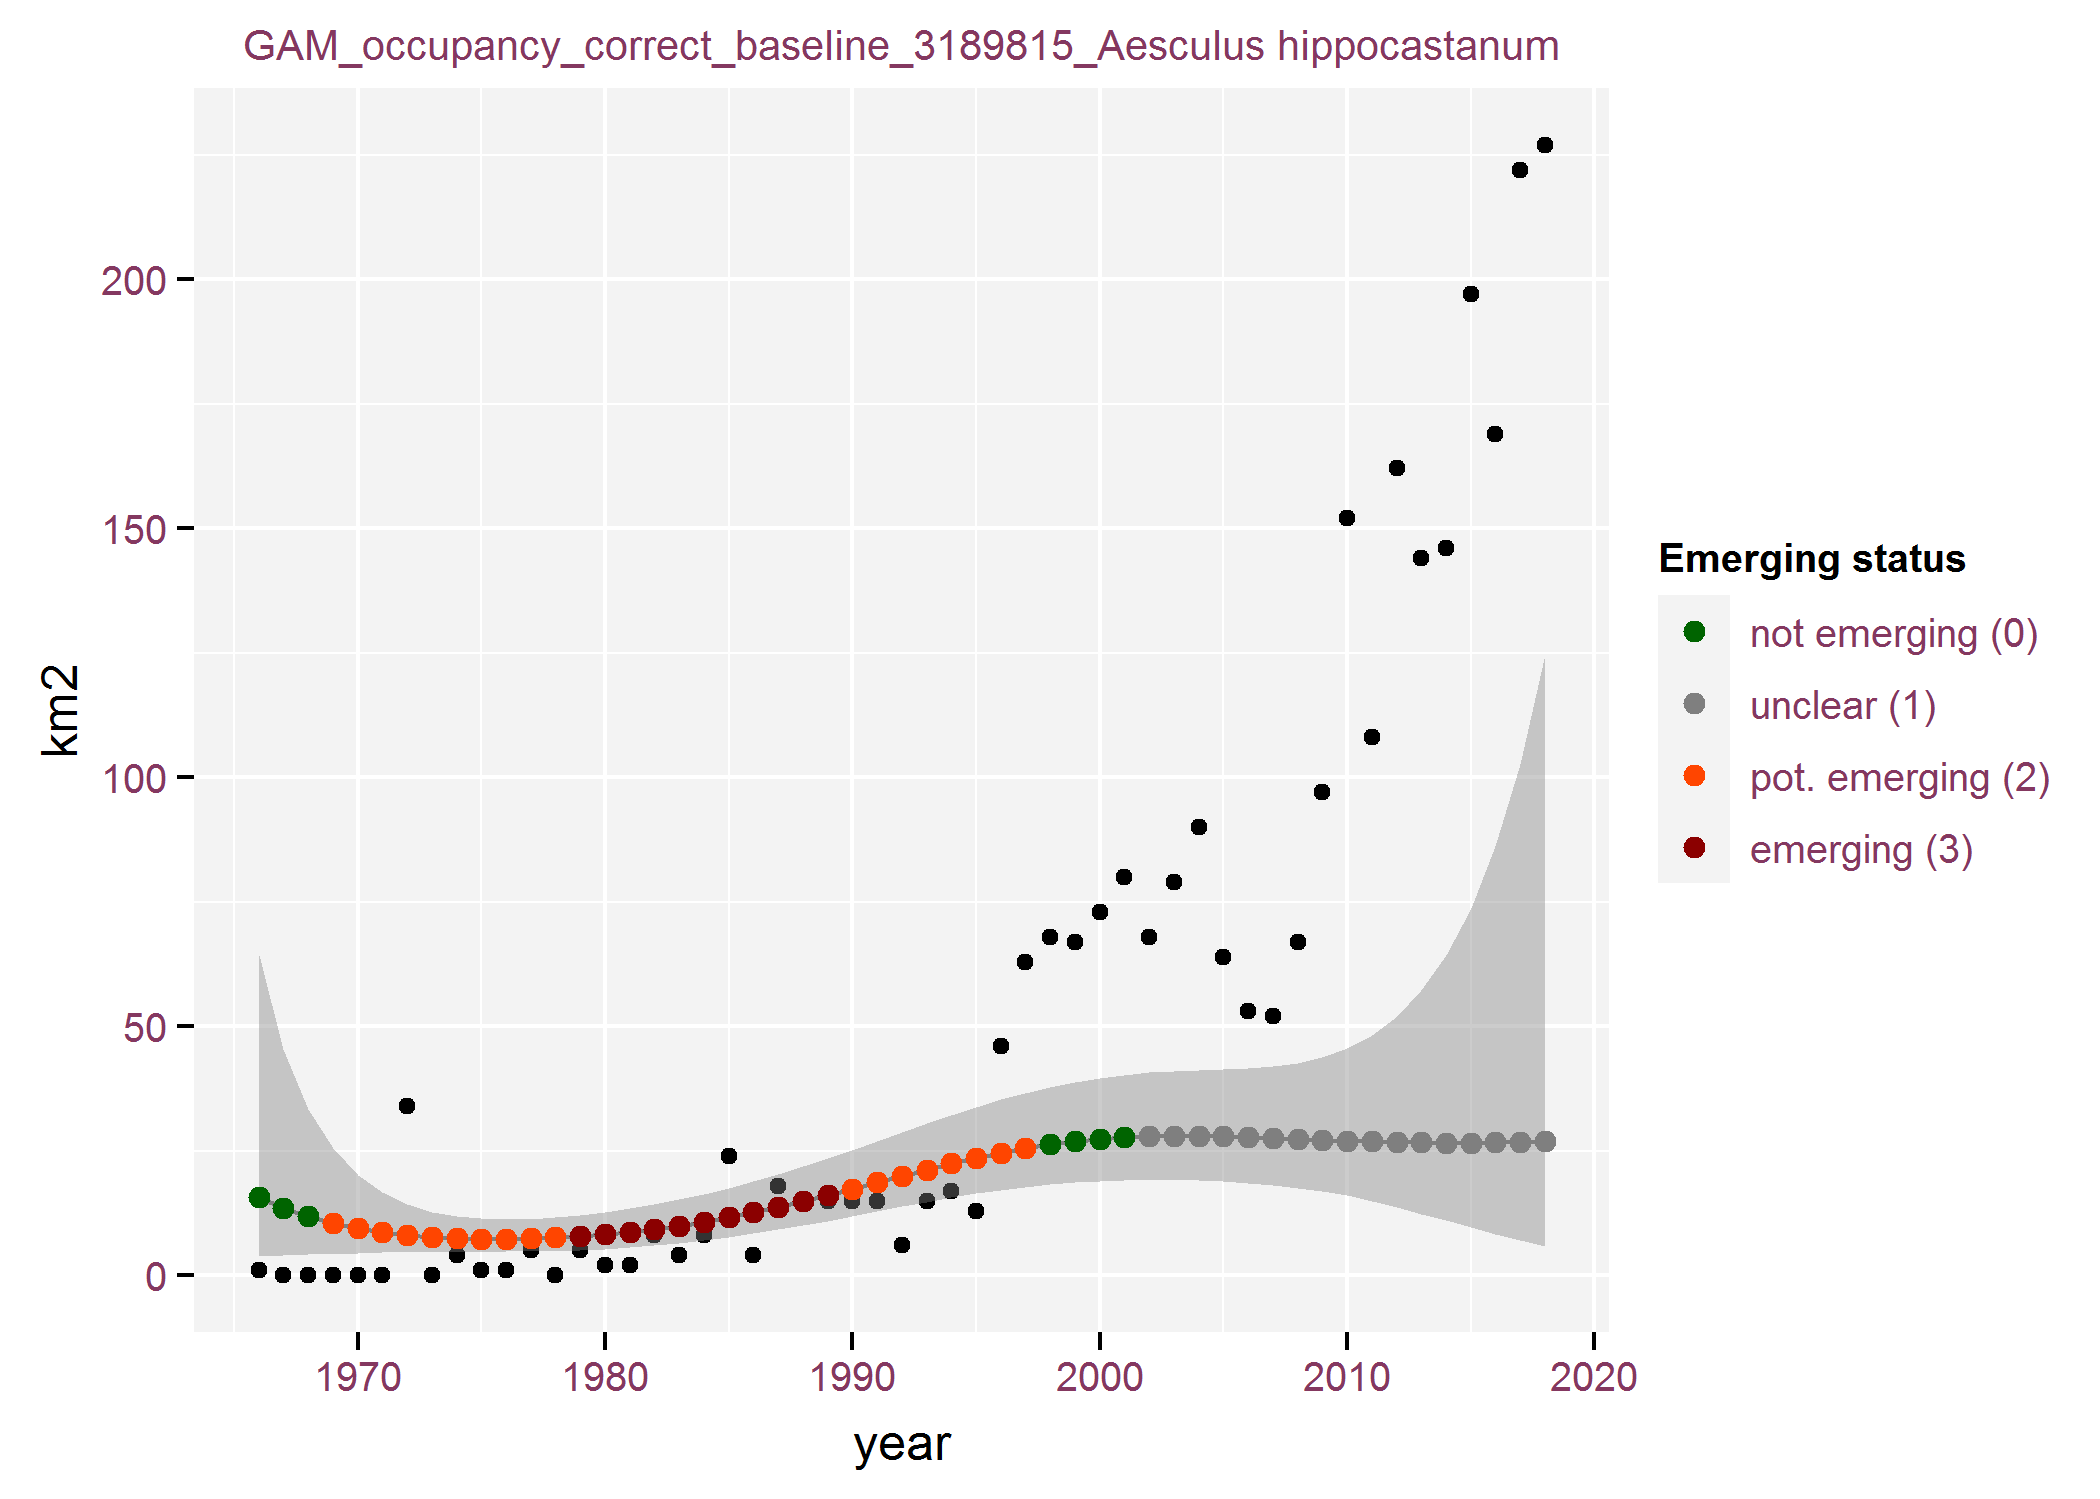 GAM_occupancy_correct_baseline_3189815_Aesculus hippocastanum
km2
200
150
100
50
0
1970 1980 1990 2000 2010 2020
year
Emerging status
not emerging (0)
unclear (1)
pot. emerging (2)
emerging (3)